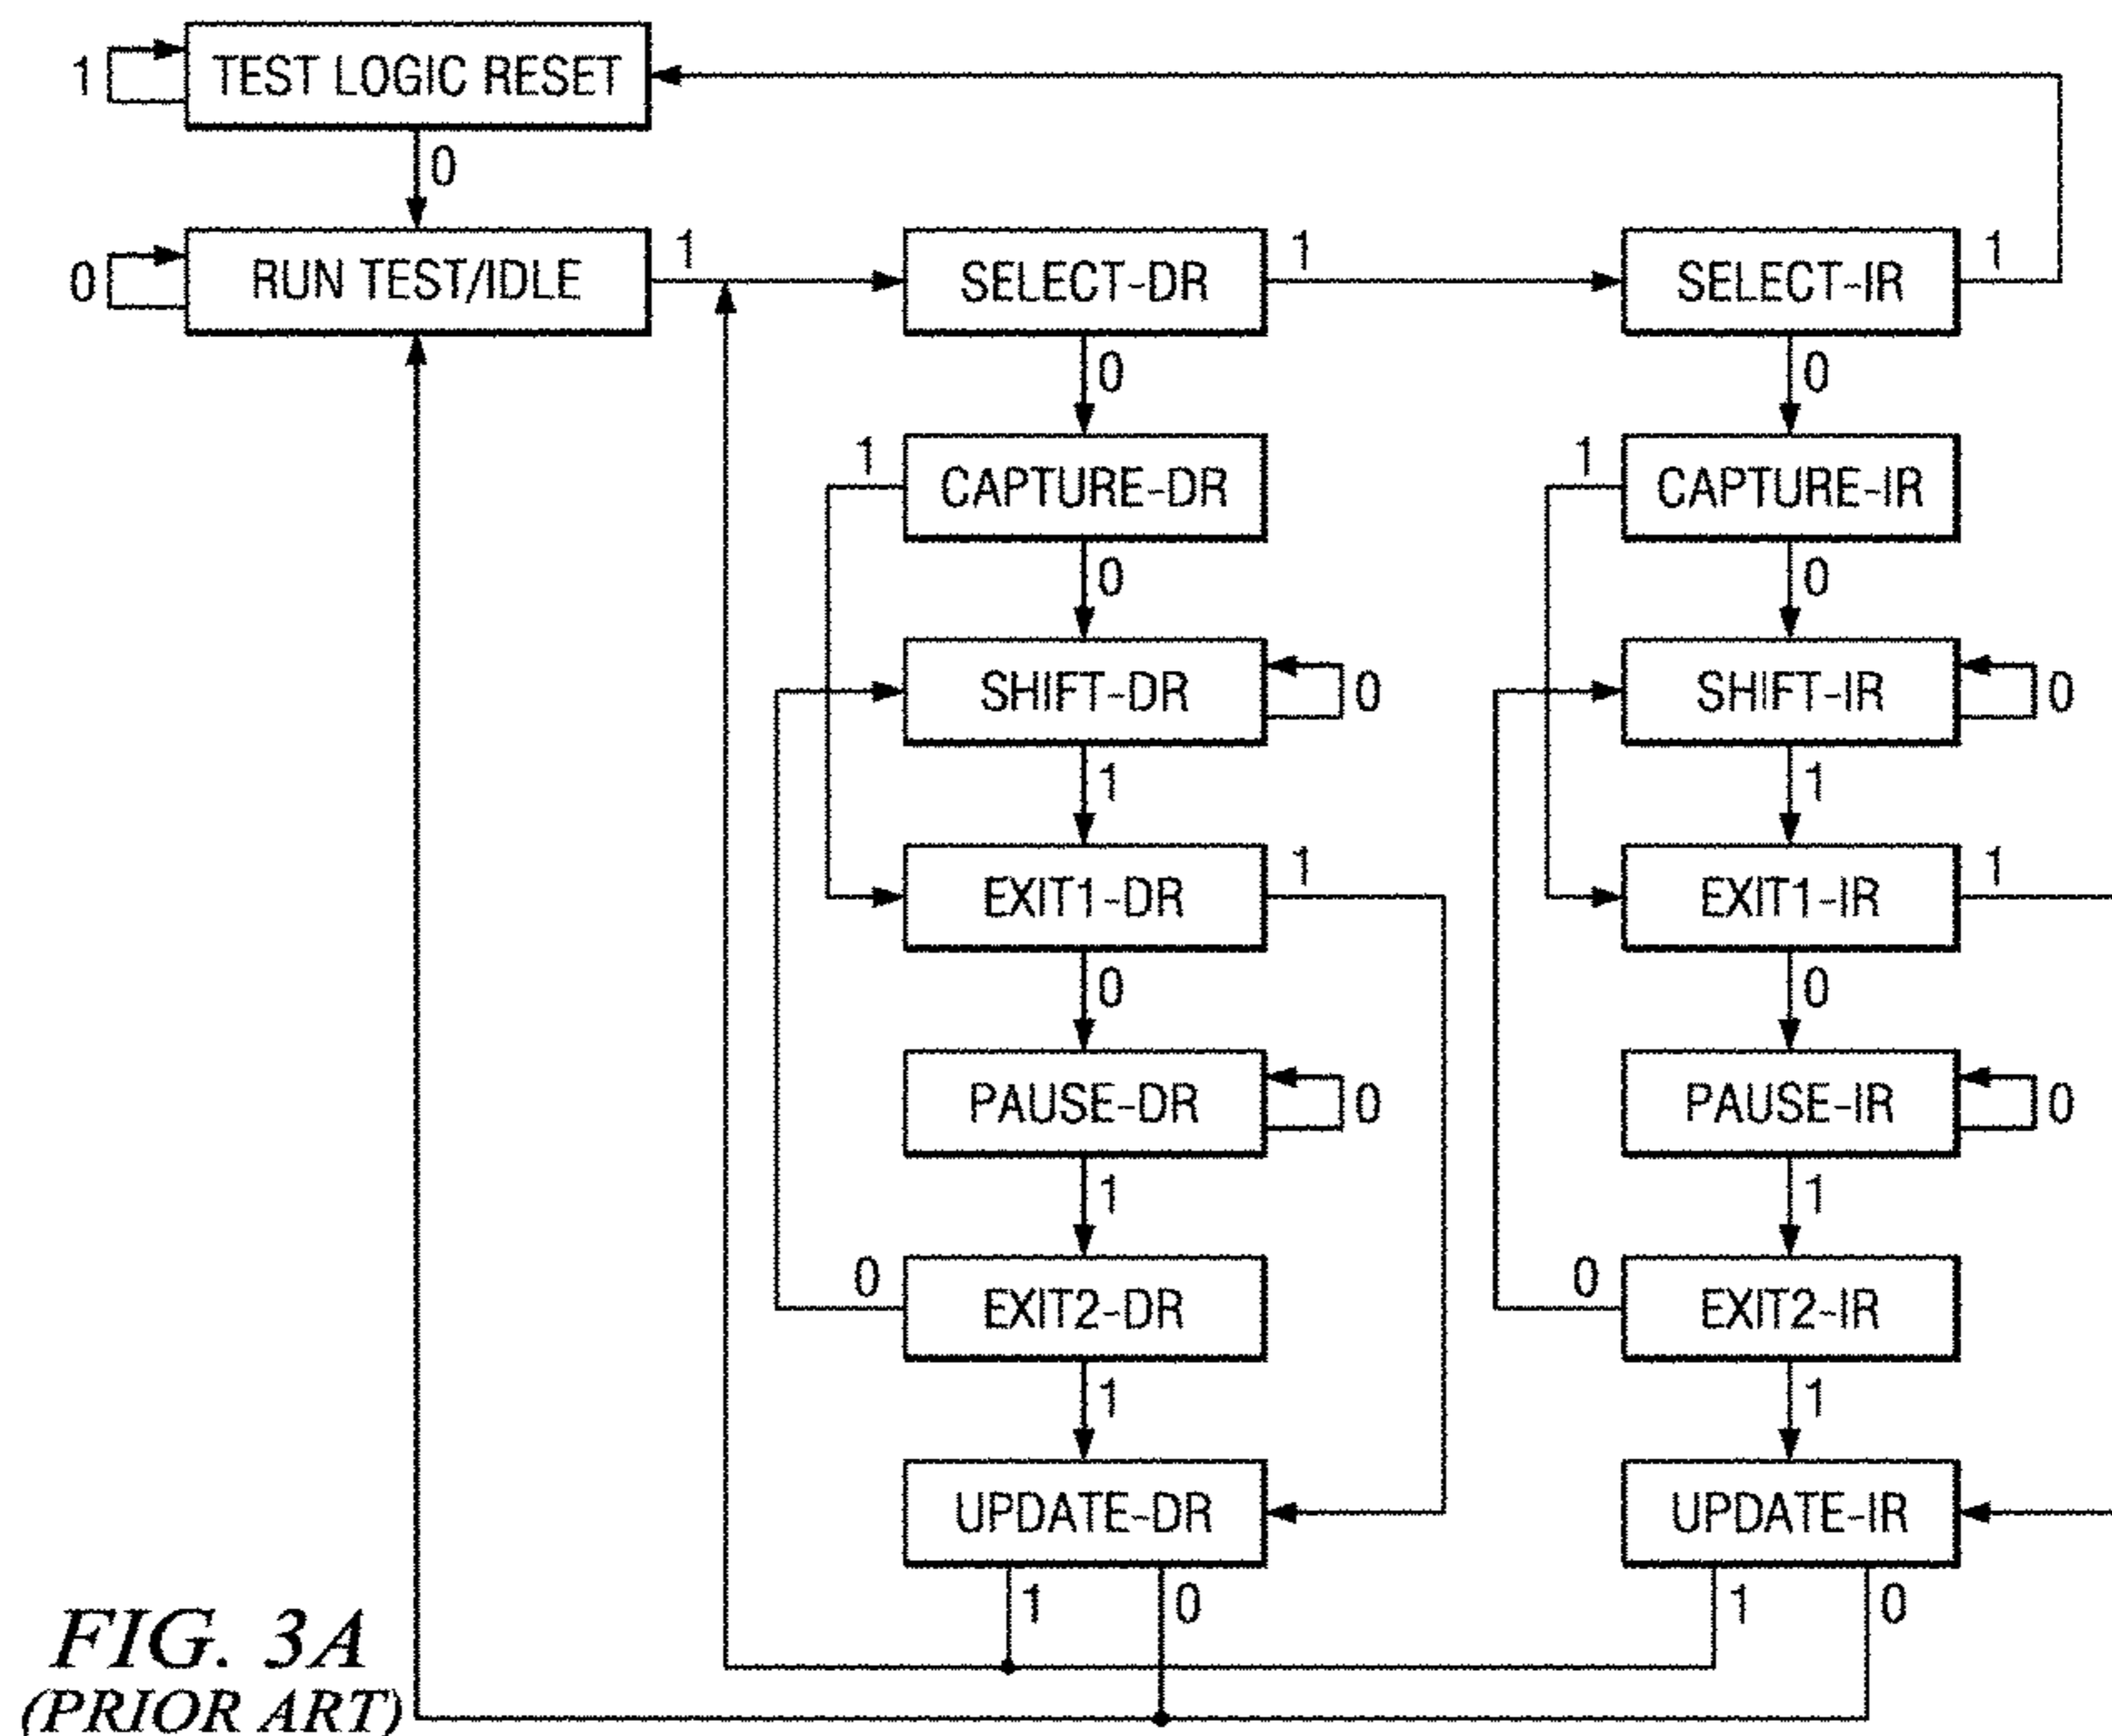 1 TEST LOGIC RESET
0
0 RUN TEST/IDLE 1 SELECT-DR 1 SELECT-IR 1
0 0
1 CAPTURE-DR 1 CAPTURE-IR
0 0
SHIFT-DR 0 SHIFT-IR 0
1 1
EXIT1-DR 1 EXIT1-IR 1
0 0
PAUSE-DR 0 PAUSE-IR 0
1 1
0 EXIT2-DR 0 EXIT2-IR
1 1
UPDATE-DR UPDATE-IR
1 0 1 0
FIG. 3A
(PRIOR ART)